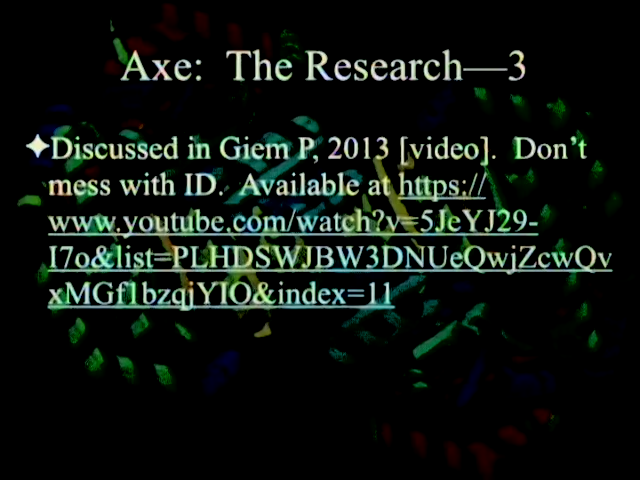 Axe: The Research—3
✦Discussed in Giem P, 2013 [video]. Don't
mess with ID. Available at https://
www.youtube.com/watch?v=5JeYJ29-
I7o&list=PLHDSWJBW3DNUeQwjZcwQv
xMGf1bzqjYIO&index=11